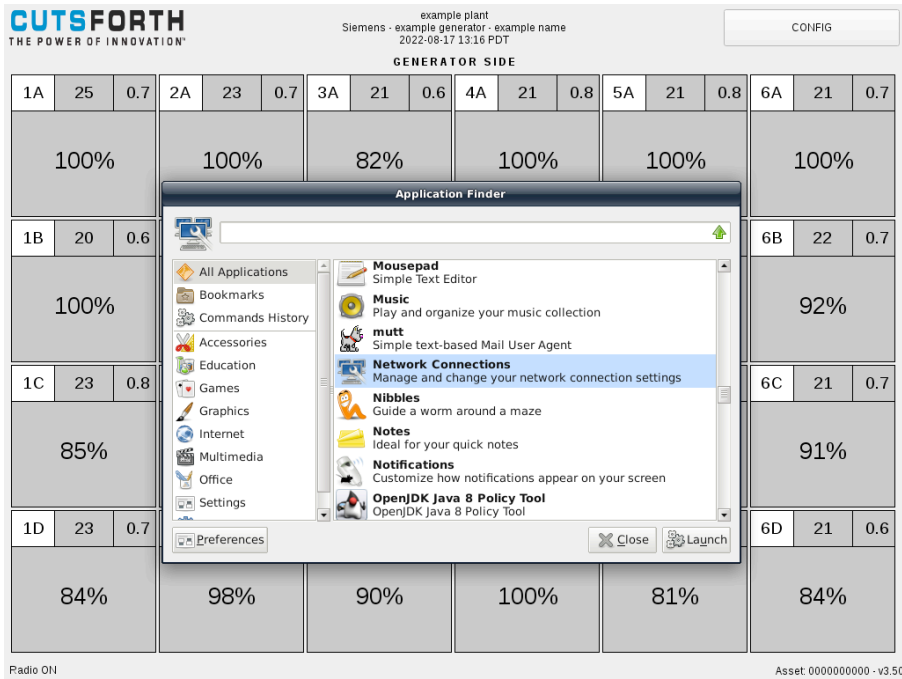 CUTSFORTH
THE POWER OF INNOVATION"
example plant
Siemens - example generator - example name
2022-08-17 13:16 PDT
CONFIG
GENERATOR SIDE
1A 25 0.7 2A 23 0.7 3A 21 0.6 4A 21 0.8 5A 21 0.8 6A 21 0.7
100% 100% 82% 100% 100% 100%
Application Finder
1B 20 0.6
100%
1C 23 0.8
85%
1D 23 0.7
All Applications
Bookmarks
Commands History
Accessories
Education
Games
Graphics
Internet
Multimedia
Office
Settings
Mousepad
Simple Text Editor
Music
Play and organize your music collection
mutt
Simple text-based Mail User Agent
Network Connections
Manage and change your network connection settings
Nibbles
Guide a worm around a maze
Notes
Ideal for your quick notes
Notifications
Customize how notifications appear on your screen
OpenJDK Java 8 Policy Tool
OpenJDK Java 8 Policy Tool
Preferences
Close
Launch
6B 22 0.7
92%
6C 21 0.7
91%
6D 21 0.6
84% 98% 90% 100% 81% 84%
Radio ON
Asset: 0000000000 - v3.50